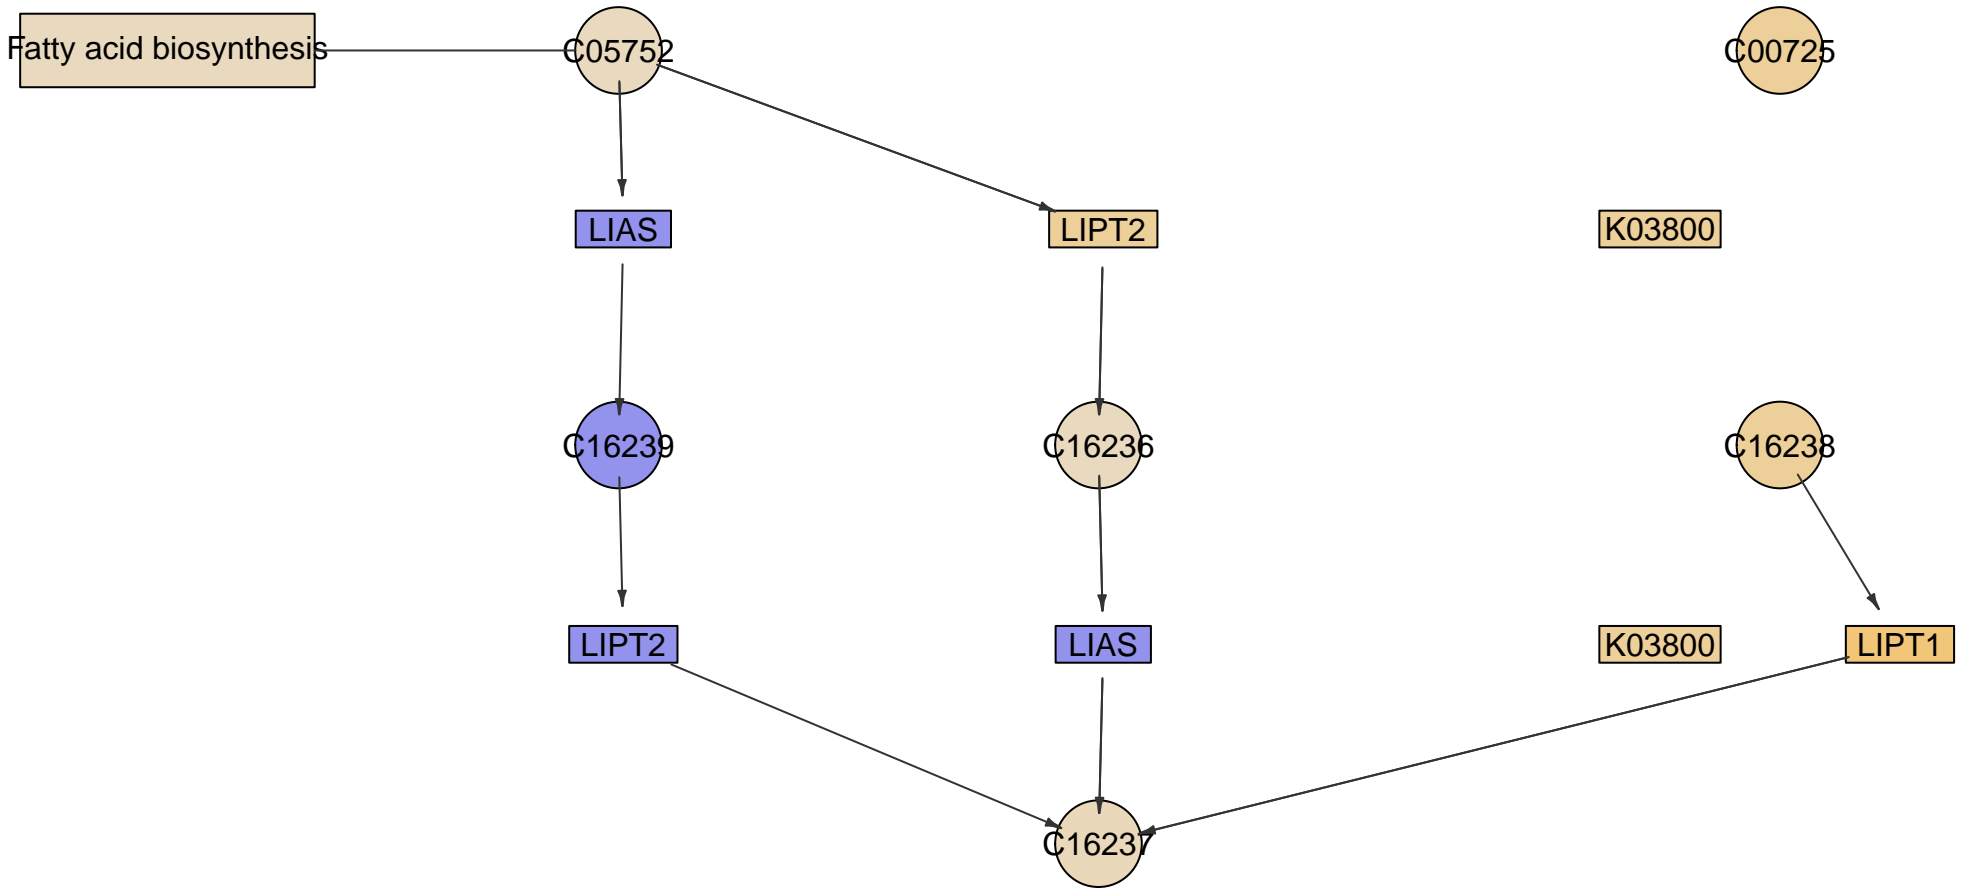 Fatty acid biosynthesis
C05752
C00725
LIAS
LIPT2
K03800
C16239
C16236
C16238
LIPT2
LIAS
K03800
LIPT1
C16237